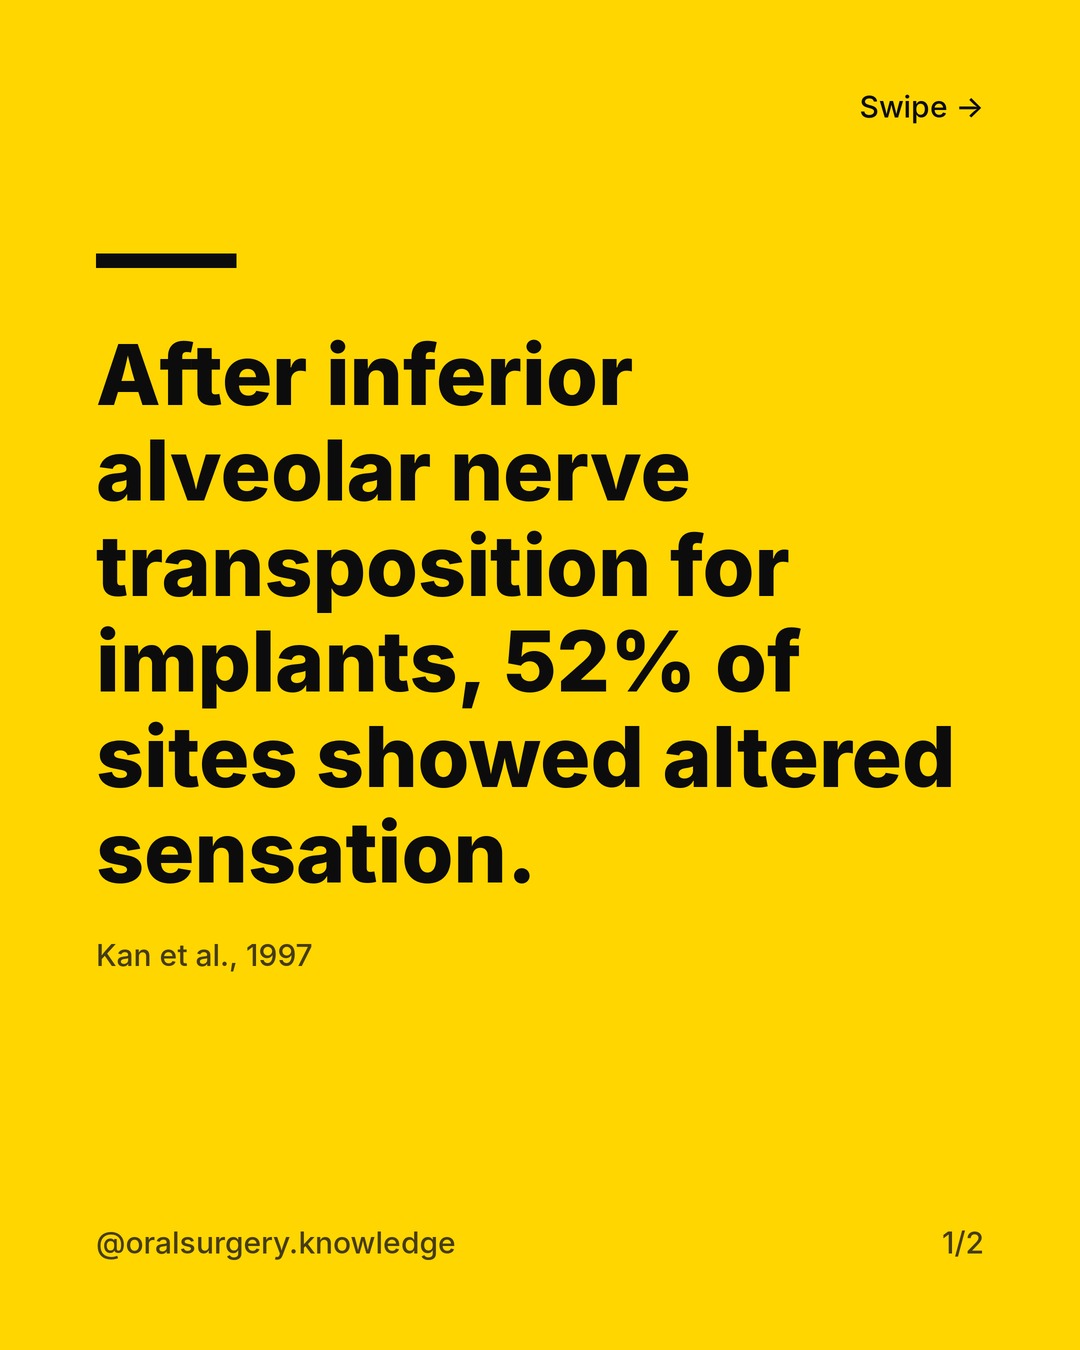 Swipe →
After inferior
alveolar nerve
transposition for
implants, 52% of
sites showed altered
sensation.
Kan et al., 1997
@oralsurgery.knowledge
1/2